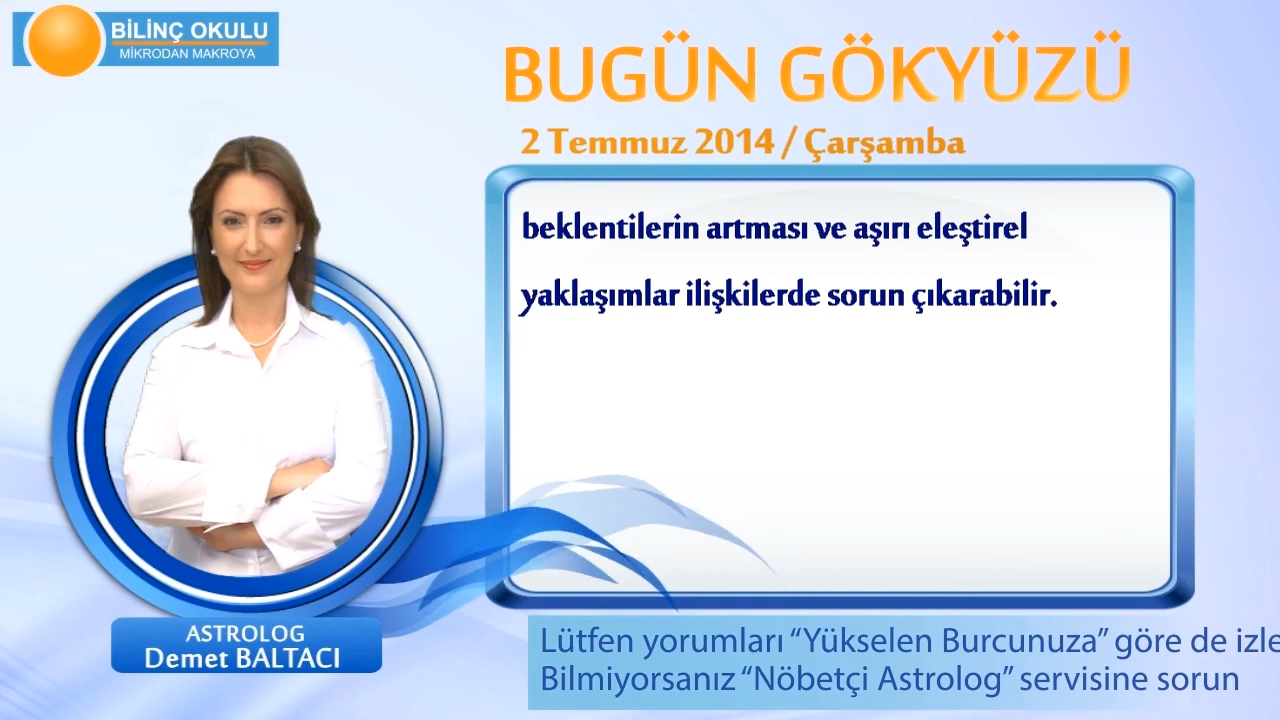 BİLİNÇ OKULU
MİKRODAN MAKROYA
BUGÜN GÖKYÜZÜ
2 Temmuz 2014 / Çarşamba
beklentilerin artması ve aşırı eleştirel
yaklaşımlar ilişkilerde sorun çıkarabilir.
ASTROLOG
Demet BALTACI
Lütfen yorumları “Yükselen Burcunuza” göre de izle
Bilmiyorsanız “Nöbetçi Astrolog” servisine sorun